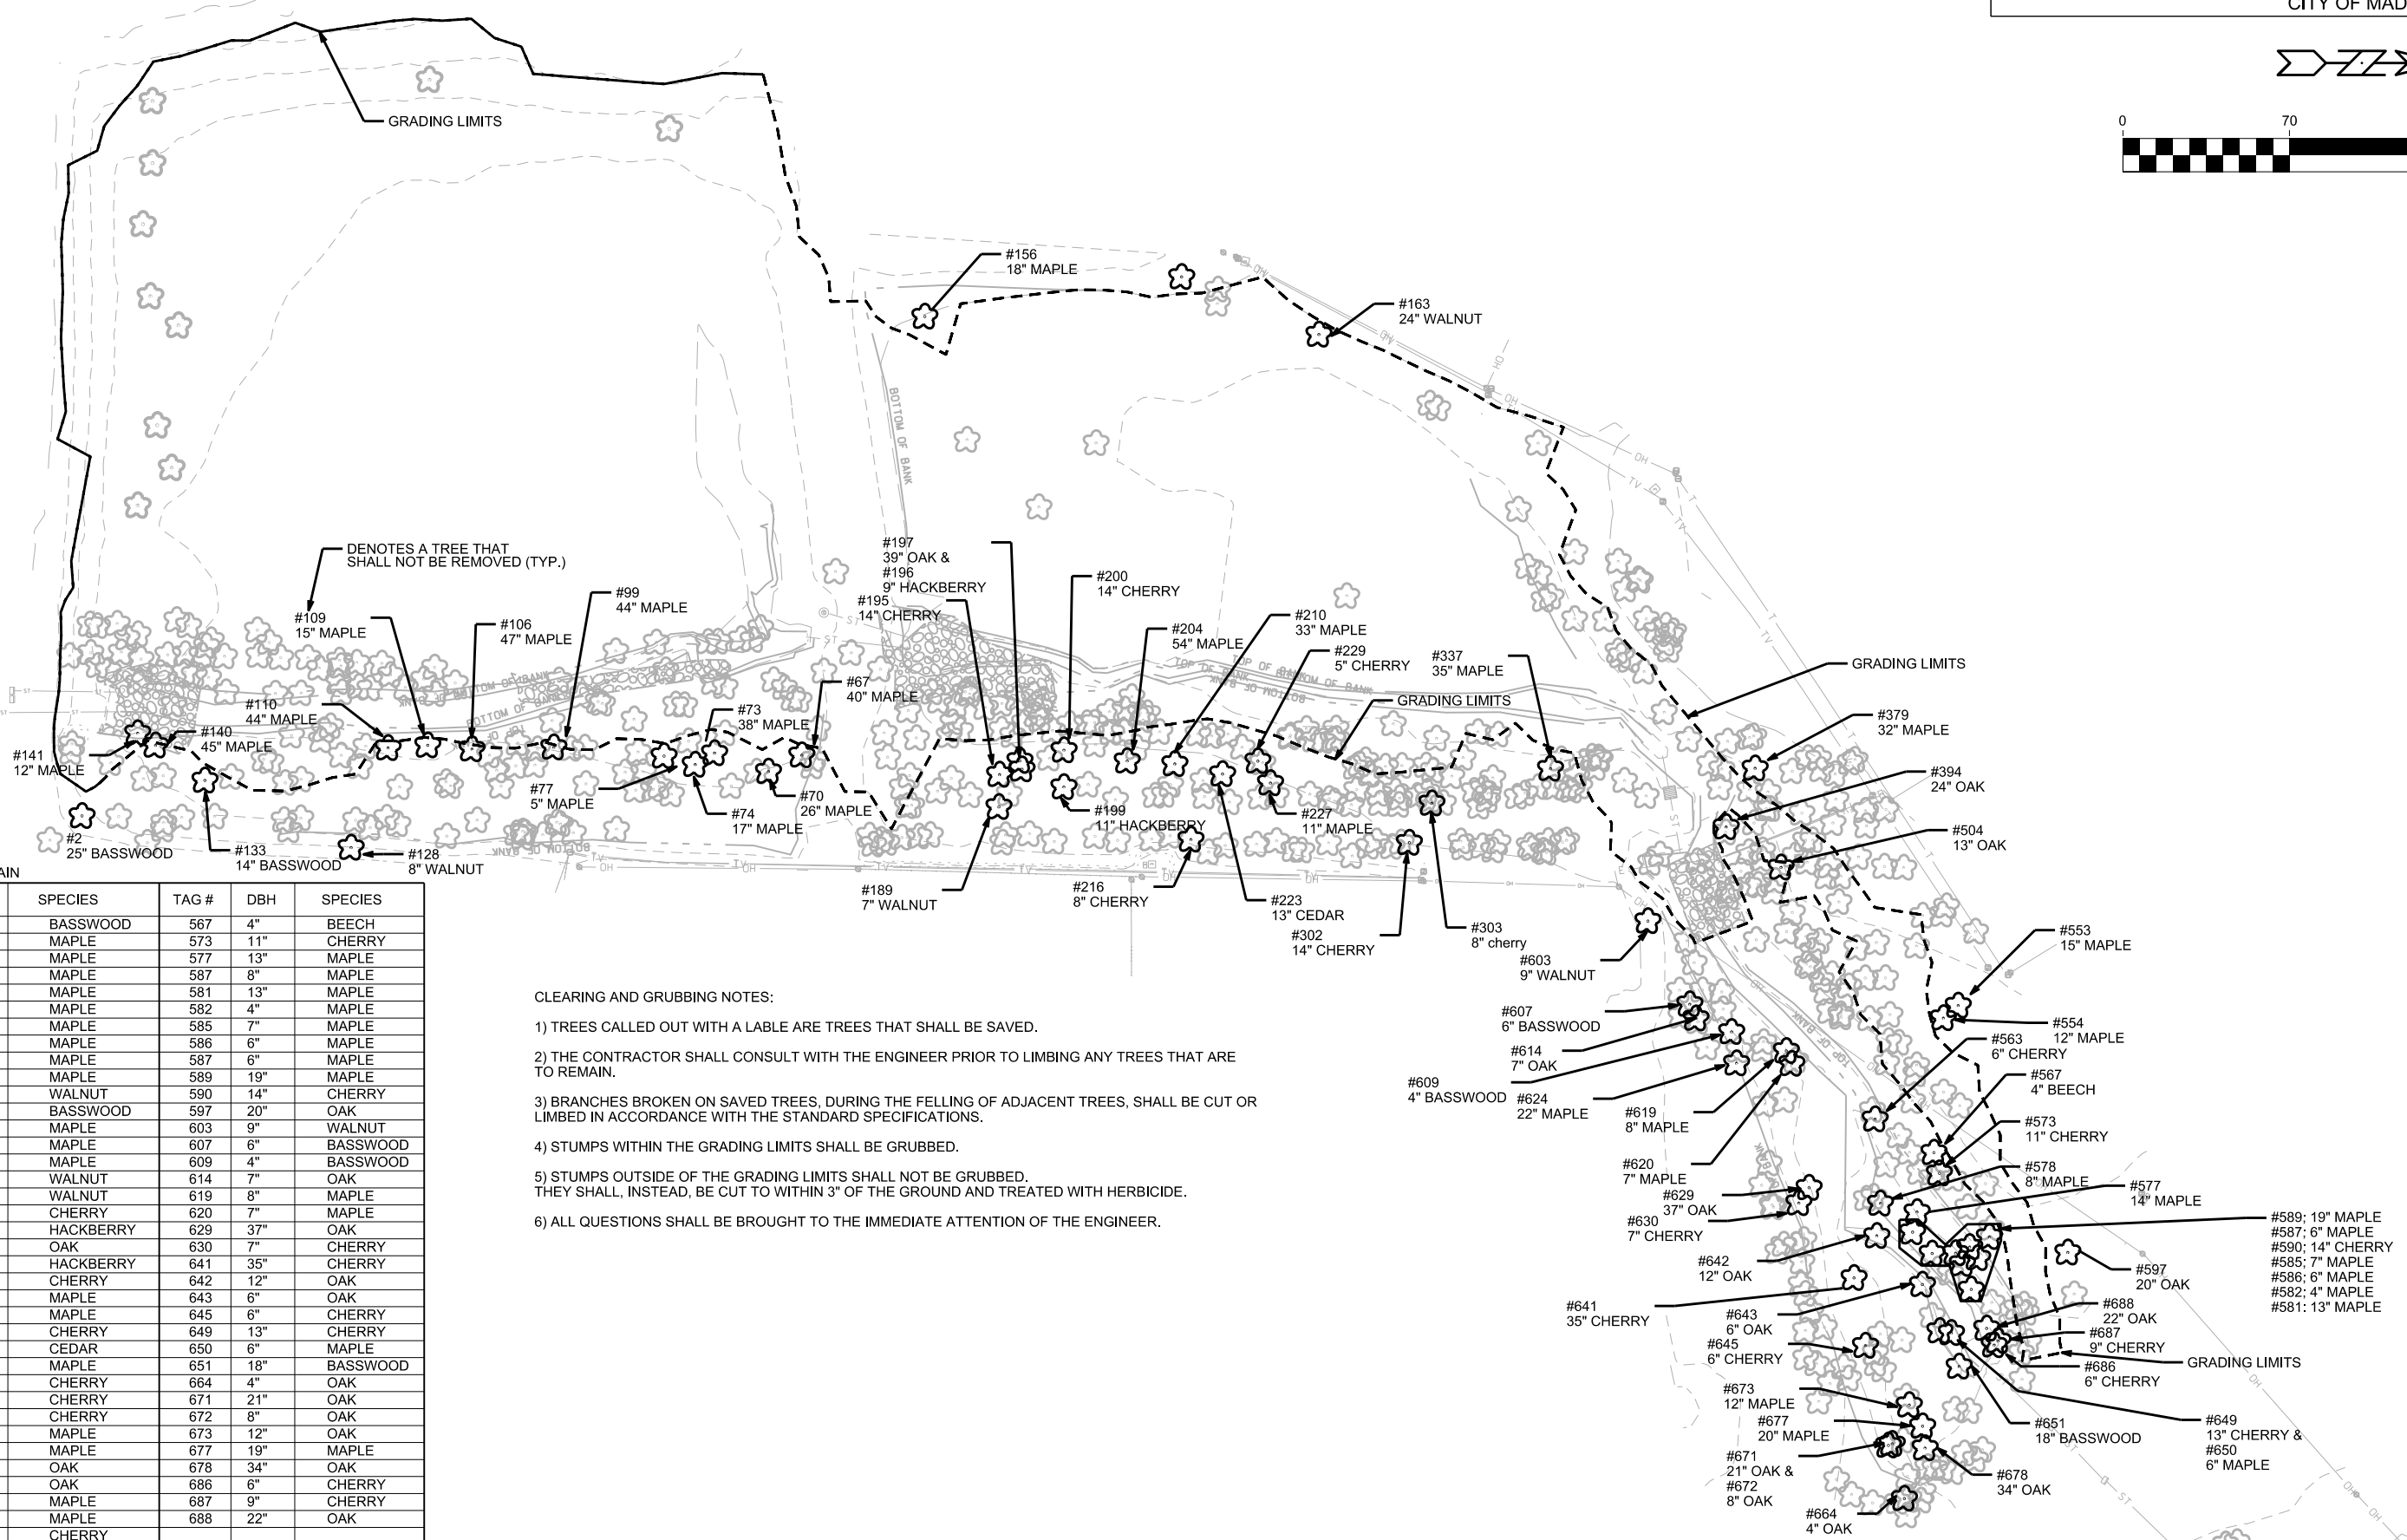 CITY OF MAD
0
70
GRADING LIMITS
#156
18" MAPLE
#163
24" WALNUT
BOTTOM OF BANK
DENOTES A TREE THAT
SHALL NOT BE REMOVED (TYP.)
#109
15" MAPLE
#106
47" MAPLE
#99
44" MAPLE
#197
39" OAK &
#196
9" HACKBERRY
#195
14" CHERRY
#200
14" CHERRY
#204
54" MAPLE
#210
33" MAPLE
#229
5" CHERRY
#337
35" MAPLE
TOP OF BANK
BOTTOM OF BANK
GRADING LIMITS
GRADING LIMITS
#379
32" MAPLE
#394
24" OAK
#504
13" OAK
#110
44" MAPLE
#140
45" MAPLE
#141
12" MAPLE
#67
40" MAPLE
#73
38" MAPLE
#77
5" MAPLE
#74
17" MAPLE
#70
26" MAPLE
#199
11" HACKBERRY
#227
11" MAPLE
#2
25" BASSWOOD
#133
14" BASSWOOD
#128
8" WALNUT
#189
7" WALNUT
#216
8" CHERRY
#223
13" CEDAR
#302
14" CHERRY
#303
8" cherry
#603
9" WALNUT
#553
15" MAPLE
#554
12" MAPLE
#563
6" CHERRY
#567
4" BEECH
#573
11" CHERRY
#578
8" MAPLE
#577
14" MAPLE
#607
6" BASSWOOD
#614
7" OAK
#609
4" BASSWOOD
#624
22" MAPLE
#619
8" MAPLE
#620
7" MAPLE
#629
37" OAK
#630
7" CHERRY
#642
12" OAK
#641
35" CHERRY
#643
6" OAK
#645
6" CHERRY
#673
12" MAPLE
#677
20" MAPLE
#671
21" OAK &
#672
8" OAK
#664
4" OAK
#678
34" OAK
#651
18" BASSWOOD
#649
13" CHERRY &
#650
6" MAPLE
#589; 19" MAPLE
#587; 6" MAPLE
#590; 14" CHERRY
#585; 7" MAPLE
#586; 6" MAPLE
#582; 4" MAPLE
#581: 13" MAPLE
#597
20" OAK
#688
22" OAK
#687
9" CHERRY
#686
6" CHERRY
GRADING LIMITS
AIN
SPECIES TAG # DBH SPECIES
BASSWOOD 567 4" BEECH
MAPLE 573 11" CHERRY
MAPLE 577 13" MAPLE
MAPLE 587 8" MAPLE
MAPLE 581 13" MAPLE
MAPLE 582 4" MAPLE
MAPLE 585 7" MAPLE
MAPLE 586 6" MAPLE
MAPLE 587 6" MAPLE
MAPLE 589 19" MAPLE
WALNUT 590 14" CHERRY
BASSWOOD 597 20" OAK
MAPLE 603 9" WALNUT
MAPLE 607 6" BASSWOOD
MAPLE 609 4" BASSWOOD
WALNUT 614 7" OAK
WALNUT 619 8" MAPLE
CHERRY 620 7" MAPLE
HACKBERRY 629 37" OAK
OAK 630 7" CHERRY
HACKBERRY 641 35" CHERRY
CHERRY 642 12" OAK
MAPLE 643 6" OAK
MAPLE 645 6" CHERRY
CHERRY 649 13" CHERRY
CEDAR 650 6" MAPLE
MAPLE 651 18" BASSWOOD
CHERRY 664 4" OAK
CHERRY 671 21" OAK
CHERRY 672 8" OAK
MAPLE 673 12" OAK
MAPLE 677 19" MAPLE
OAK 678 34" OAK
OAK 686 6" CHERRY
MAPLE 687 9" CHERRY
MAPLE 688 22" OAK
CHERRY
CLEARING AND GRUBBING NOTES:
1) TREES CALLED OUT WITH A LABLE ARE TREES THAT SHALL BE SAVED.
2) THE CONTRACTOR SHALL CONSULT WITH THE ENGINEER PRIOR TO LIMBING ANY TREES THAT ARE
TO REMAIN.
3) BRANCHES BROKEN ON SAVED TREES, DURING THE FELLING OF ADJACENT TREES, SHALL BE CUT OR
LIMBED IN ACCORDANCE WITH THE STANDARD SPECIFICATIONS.
4) STUMPS WITHIN THE GRADING LIMITS SHALL BE GRUBBED.
5) STUMPS OUTSIDE OF THE GRADING LIMITS SHALL NOT BE GRUBBED.
THEY SHALL, INSTEAD, BE CUT TO WITHIN 3" OF THE GROUND AND TREATED WITH HERBICIDE.
6) ALL QUESTIONS SHALL BE BROUGHT TO THE IMMEDIATE ATTENTION OF THE ENGINEER.